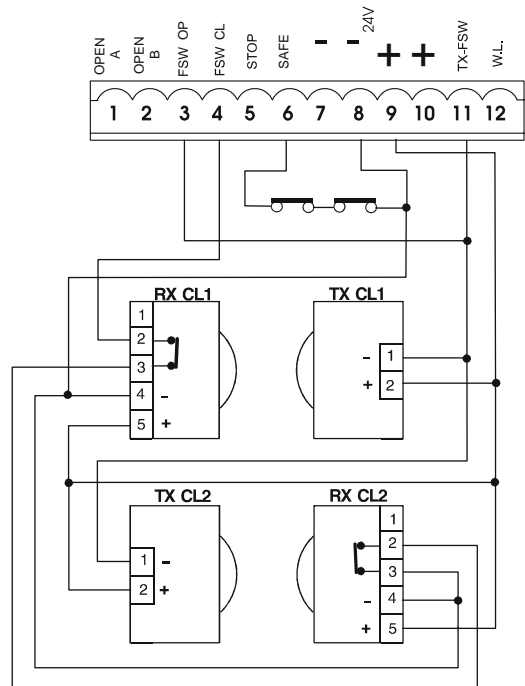 OPEN A
OPEN B
FSW OP
FSW CL
STOP
SAFE
-
-
24V
+
+
TX-FSW
W.L.
1 2 3 4 5 6 7 8 9 10 11 12
RX CL1
1
2
3
4 -
5 +
TX CL1
- 1
+ 2
TX CL2
1 -
2 +
RX CL2
1
2
3
- 4
+ 5